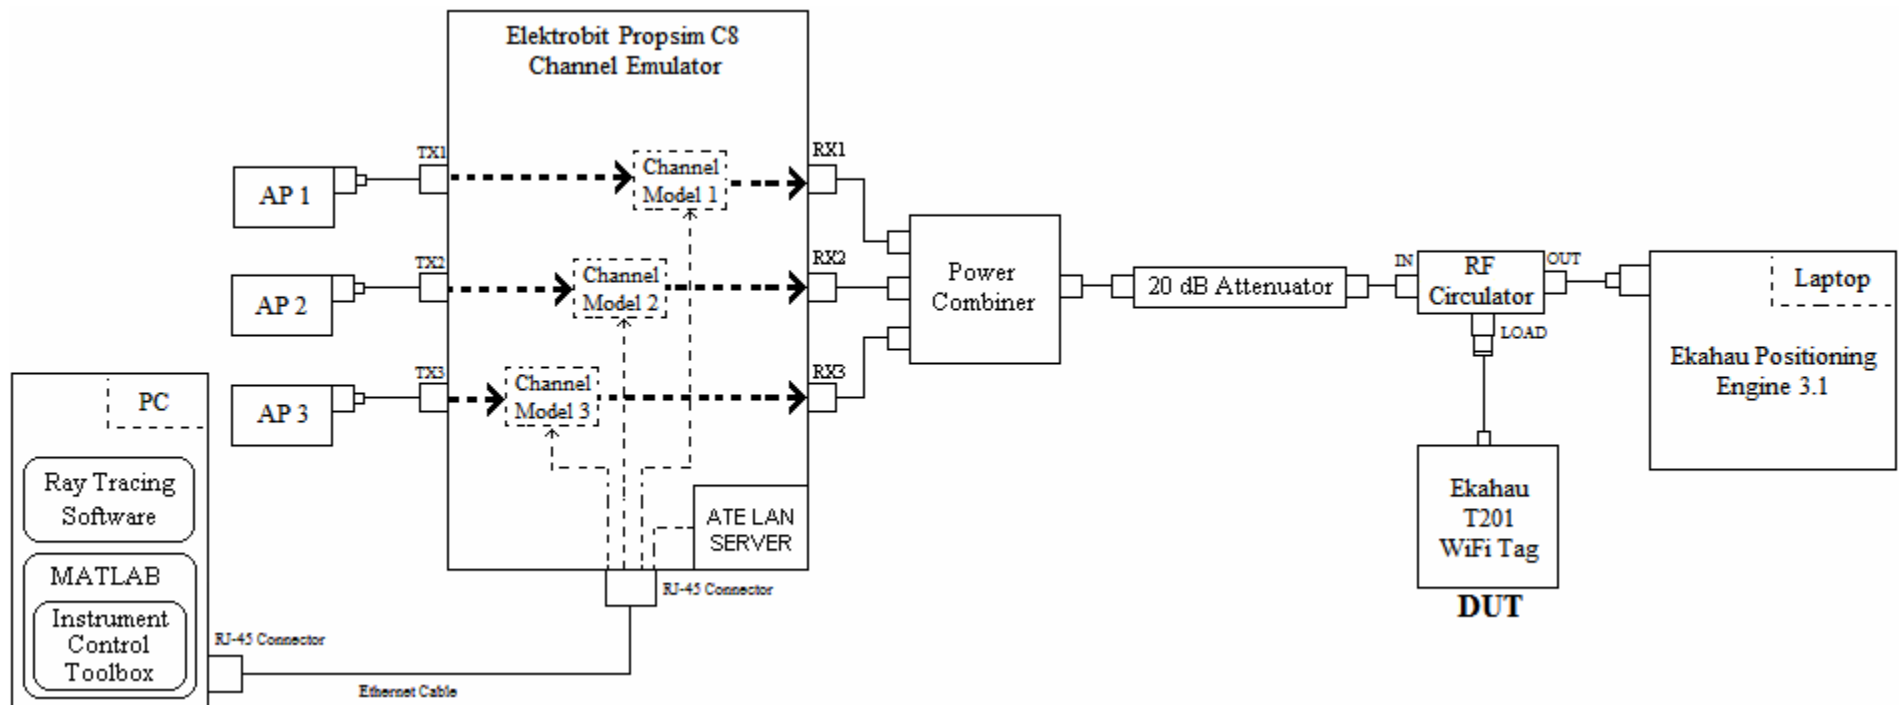 Elektrobit Propsim C8
Channel Emulator
TX1
RX1
AP 1
Channel
Model 1
TX2
RX2
AP 2
Channel
Model 2
TX3
RX3
AP 3
Channel
Model 3
Power
Combiner
20 dB Attenuator
IN
RF
Circulator
OUT
LOAD
Laptop
Ekahau Positioning
Engine 3.1
Ekahau
T201
WiFi Tag
DUT
PC
Ray Tracing
Software
MATLAB
Instrument
Control
Toolbox
ATE LAN
SERVER
RJ-45 Connector
RJ-45 Connector
Ethernet Cable